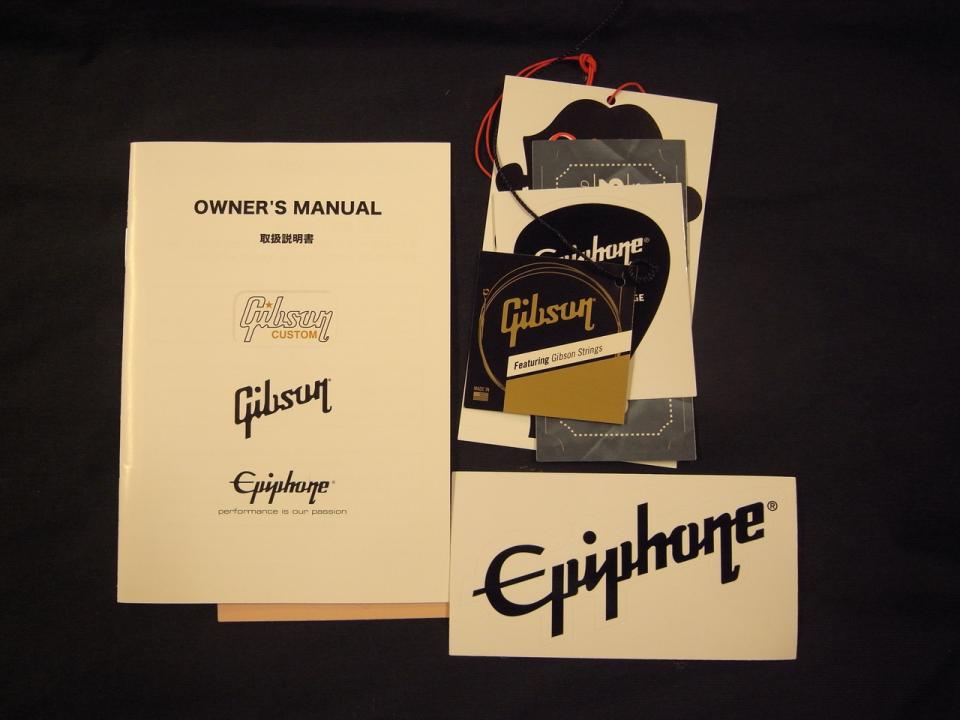 OWNER'S MANUAL
取扱説明書
Gibson
CUSTOM
Gibson
Epiphone®
performance is our passion
Epiphone®
GE
Gibson
Featuring Gibson Strings
MADE IN
Epiphone®